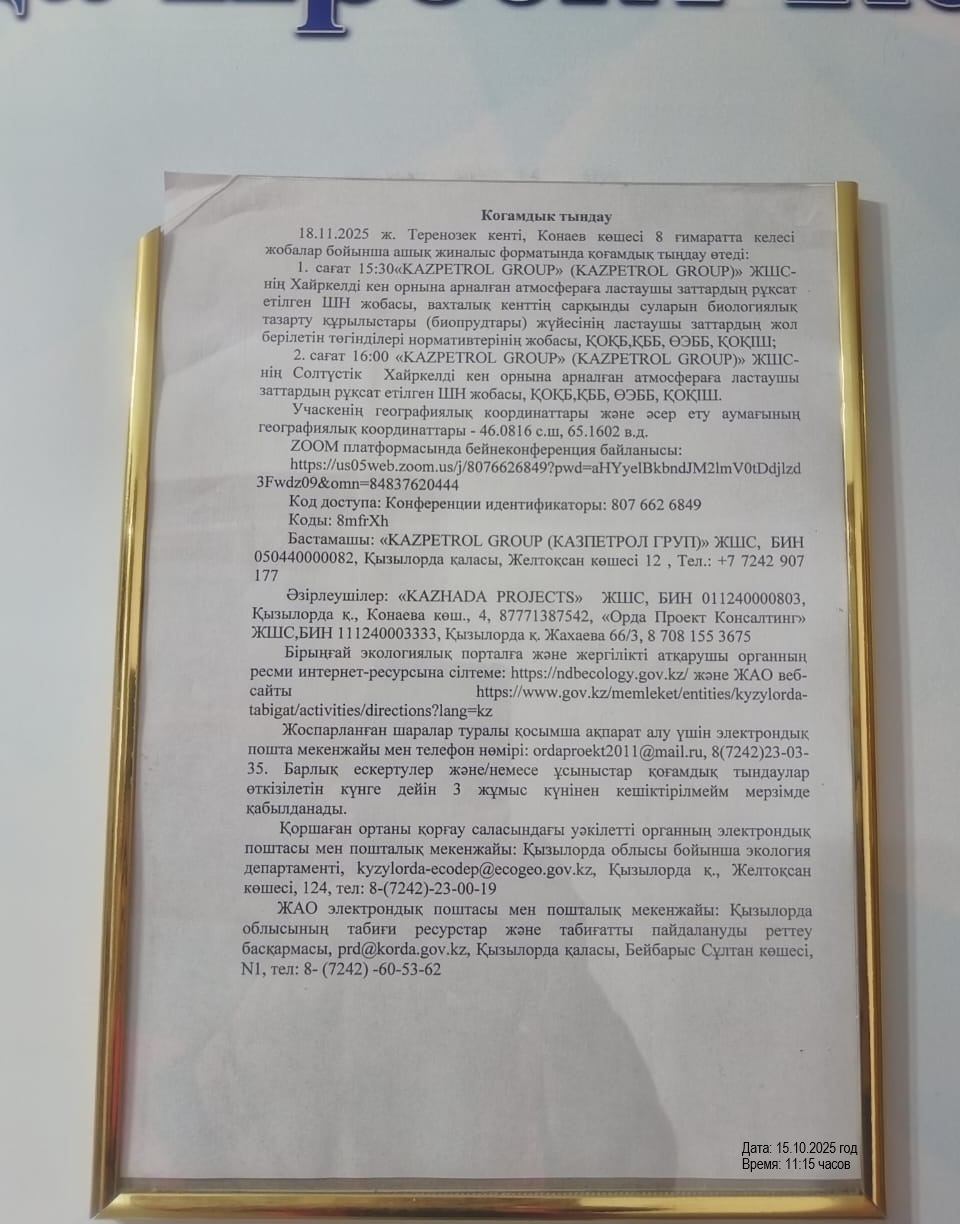 Когамдык тындау
18.11.2025 ж. Теренозек кенті, Конаев көшесі 8 ғимаратта келесі
жобалар бойынша ашық жиналыс форматында қоғамдық тыңдау өтеді:
1. сағат 15:30«KAZPETROL GROUP» (KAZPETROL GROUP)» ЖШС-
нің Хайркелді кен орнына арналған атмосфераға ластаушы заттардың рұқсат
етілген ШН жобасы, вахталық кенттің сарқынды суларын биологиялық
тазарту құрылыстары (биопрудтары) жүйесінің ластаушы заттардың жол
берілетін төгінділері нормативтерінің жобасы, ҚОҚБ,ҚББ, ӨЭББ, ҚОҚІШ;
2. сағат 16:00 «KAZPETROL GROUP» (KAZPETROL GROUP)» ЖШС-
нің Солтүстік Хайркелді кен орнына арналған атмосфераға ластаушы
заттардың рұқсат етілген ШН жобасы, ҚОҚБ,ҚББ, ӨЭББ, ҚОҚІШ.
Учаскенің географиялық координаттары және әсер ету аумағының
географиялық координаттары - 46.0816 с.ш, 65.1602 в.д.
ZOOM платформасында бейнеконференция байланысы:
https://us05web.zoom.us/j/8076626849?pwd=aHYyelBkbndJM2lmV0tDdjlzd
3Fwdz09&omn=84837620444
Код доступа: Конференции идентификаторы: 807 662 6849
Коды: 8mfrXh
Бастамашы: «KAZPETROL GROUP (КАЗПЕТРОЛ ГРУП)» ЖШС, БИН
050440000082, Қызылорда қаласы, Желтоқсан көшесі 12 , Тел.: +7 7242 907
177
Әзірлеушілер: «KAZHADA PROJECTS» ЖШС, БИН 011240000803,
Қызылорда қ., Конаева көш., 4, 87771387542, «Орда Проект Консалтинг»
ЖШС,БИН 111240003333, Қызылорда қ. Жахаева 66/3, 8 708 155 3675
Бірыңғай экологиялық порталға және жергілікті атқарушы органның
ресми интернет-ресурсына сілтеме: https://ndbecology.gov.kz/ және ЖАО веб-
сайты https://www.gov.kz/memleket/entities/kyzylorda-
tabigat/activities/directions?lang=kz
Жоспарланған шаралар туралы қосымша ақпарат алу үшін электрондық
пошта мекенжайы мен телефон нөмірі: ordaproekt2011@mail.ru, 8(7242)23-03-
35. Барлық ескертулер және/немесе ұсыныстар қоғамдық тындаулар
өткізілетін күнге дейін 3 жұмыс күнінен кешіктірілмейм мерзімде
қабылданады.
Қоршаған ортаны қорғау саласындағы уәкілетті органның электрондық
поштасы мен пошталық мекенжайы: Қызылорда облысы бойынша экология
департаменті, kyzylorda-ecodep@ecogeo.gov.kz, Қызылорда қ., Желтоқсан
көшесі, 124, тел: 8-(7242)-23-00-19
ЖАО электрондық поштасы мен пошталық мекенжайы: Қызылорда
облысының табиғи ресурстар және табиғатты пайдалануды реттеу
басқармасы, prd@korda.gov.kz, Қызылорда қаласы, Бейбарыс Сұлтан көшесі,
N1, тел: 8- (7242) -60-53-62
Дата: 15.10.2025 год
Время: 11:15 часов